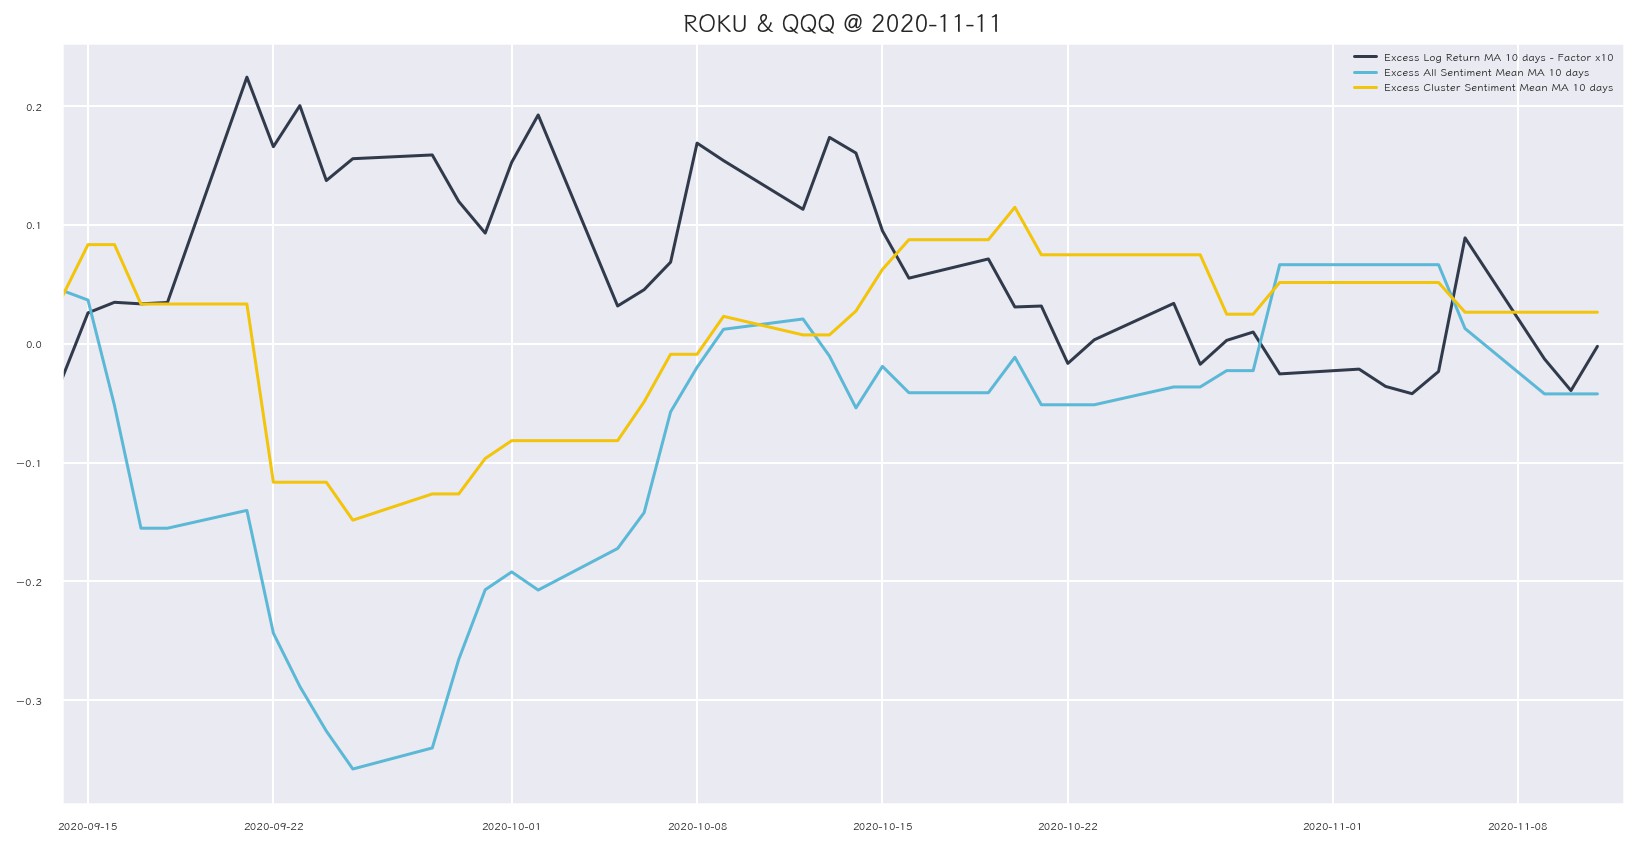 ROKU & QQQ @ 2020-11-11
Excess Log Return MA 10 days - Factor x10
Excess All Sentiment Mean MA 10 days
Excess Cluster Sentiment Mean MA 10 days
0.2
0.1
0.0
−0.1
−0.2
−0.3
2020-09-15 2020-09-22 2020-10-01 2020-10-08 2020-10-15 2020-10-22 2020-11-01 2020-11-08